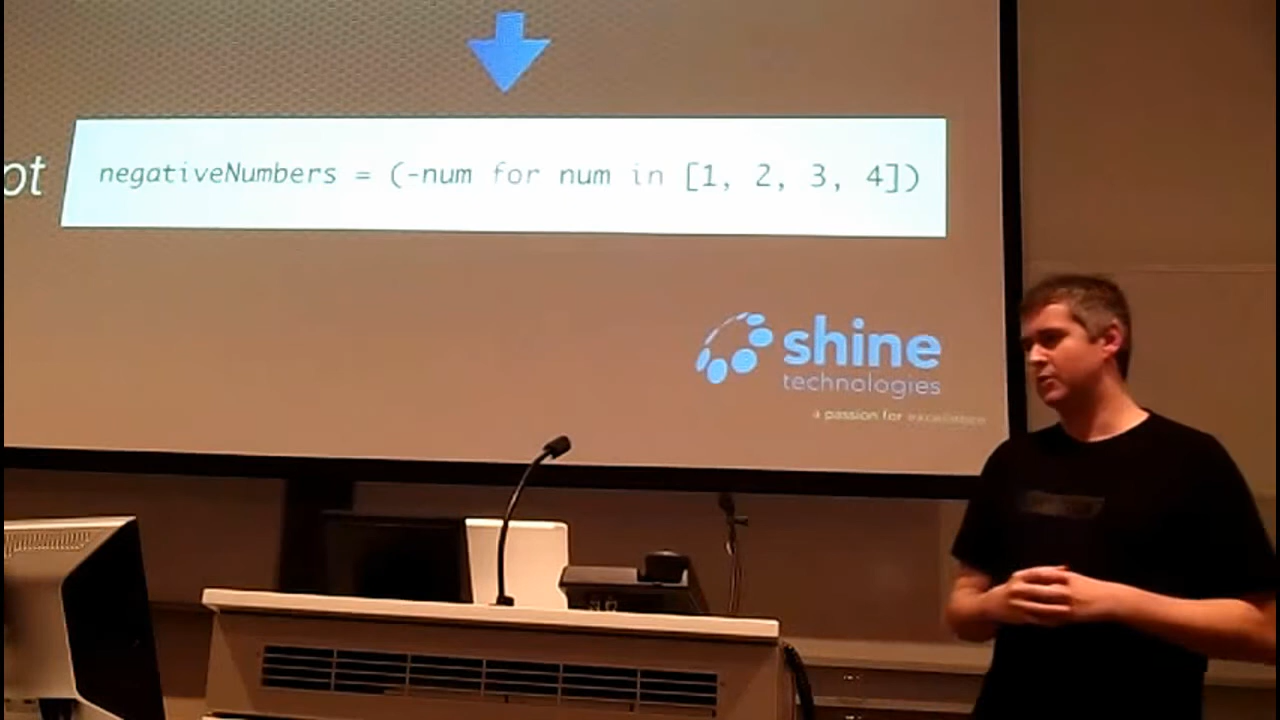 ot
negativeNumbers = (-num for num in [1, 2, 3, 4])
shine
technologies
a passion for excellence